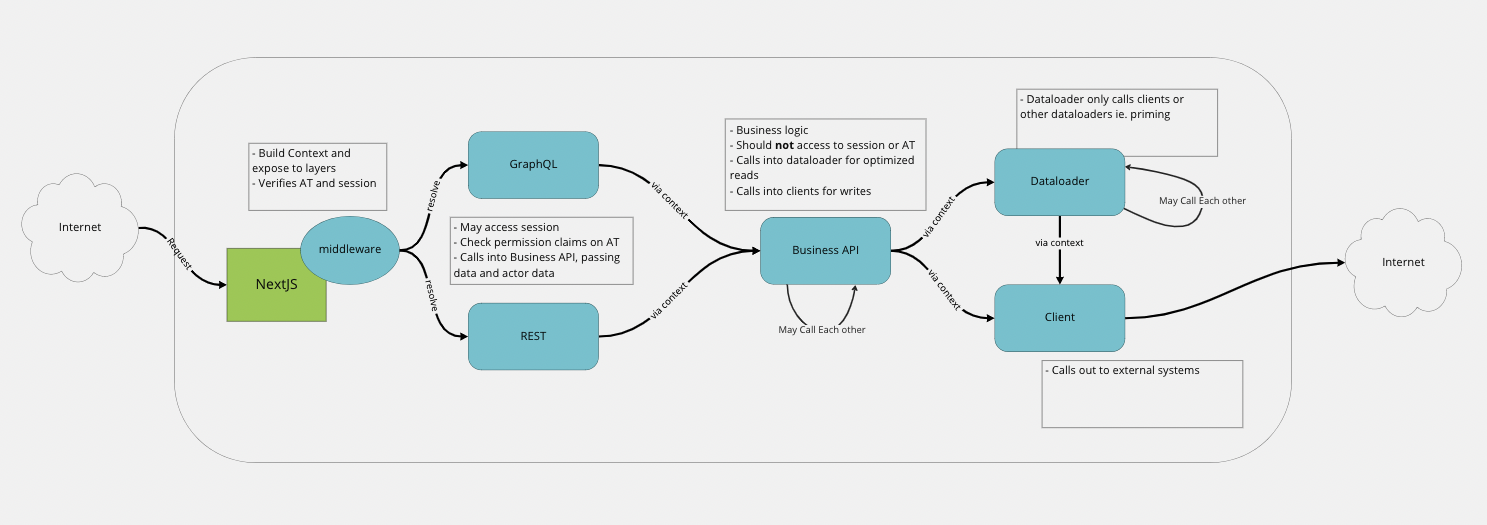 Internet
Request
NextJS
middleware
- Build Context and
expose to layers
- Verifies AT and session
resolve
resolve
GraphQL
- May access session
- Check permission claims on AT
- Calls into Business API, passing
data and actor data
REST
via context
via context
- Business logic
- Should not access to session or AT
- Calls into dataloader for optimized
reads
- Calls into clients for writes
Business API
May Call Each other
via context
via context
- Dataloader only calls clients or
other dataloaders ie. priming
Dataloader
May Call Each other
via context
Client
- Calls out to external systems
Internet